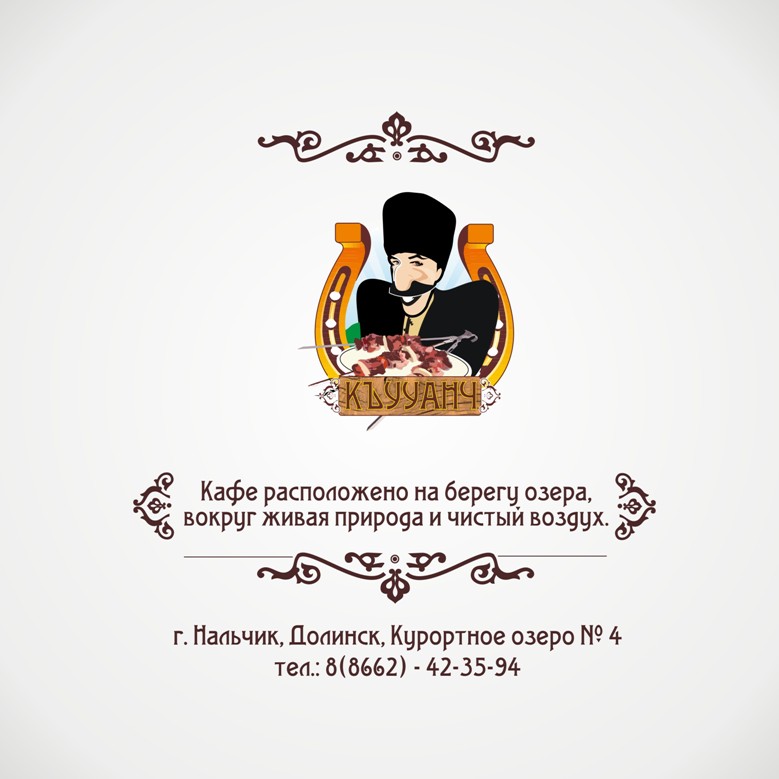 КЪУУАНЧ
Кафе расположено на берегу озера,
вокруг живая природа и чистый воздух.
г. Нальчик, Долинск, Курортное озеро № 4
тел.: 8(8662) - 42-35-94